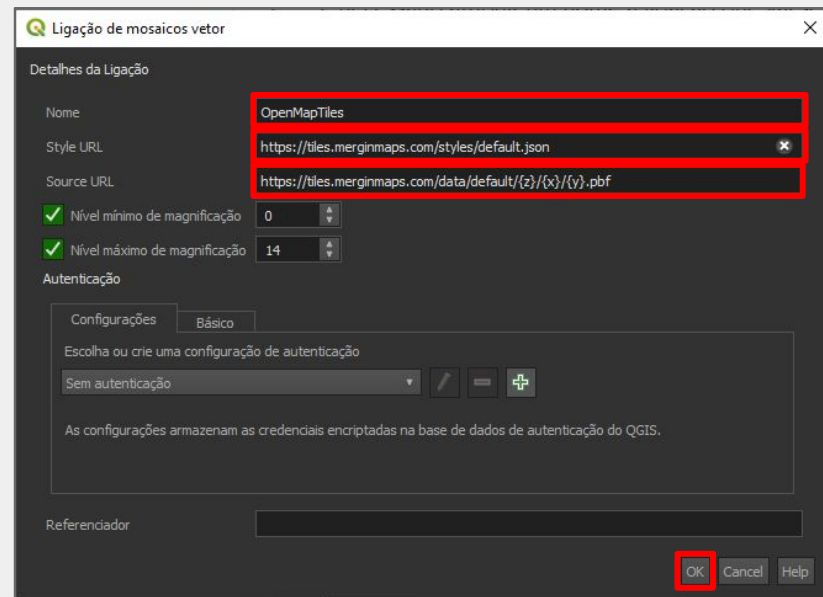 Ligação de mosaicos vetor
Detalhes da Ligação
Nome OpenMapTiles
Style URL https://tiles.merginmaps.com/styles/default.json
Source URL https://tiles.merginmaps.com/data/default/{z}/{x}/{y}.pbf
Nível mínimo de magnificação 0
Nível máximo de magnificação 14
Autenticação
Configurações Básico
Escolha ou crie uma configuração de autenticação
Sem autenticação
As configurações armazenam as credenciais encriptadas na base de dados de autenticação do QGIS.
Referenciador
OK Cancel Help